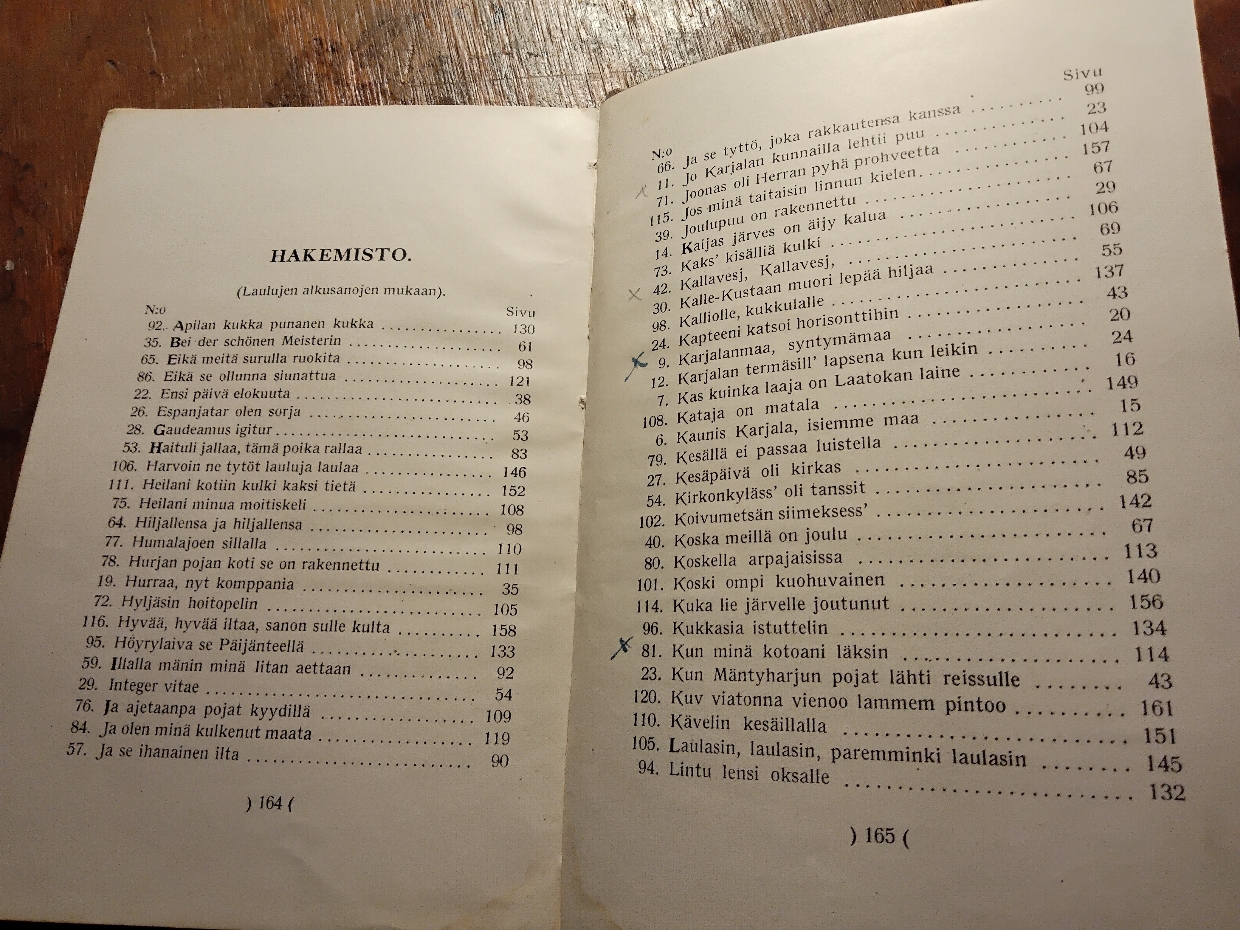 HAKEMISTO.
(Laulujen alkusanojen mukaan).
N:o Sivu
92. Apilan kukka punanen kukka .................. 130
35. Bei der schönen Meisterin .................. 61
65. Eikä meitä surulla ruokita .................. 98
86. Eikä se ollunna siunattua .................. 121
22. Ensi päivä elokuuta .................. 38
26. Espanjatar olen sorja .................. 46
28. Gaudeamus igitur .................. 53
53. Haituli jallaa, tämä poika rallaa .................. 83
106. Harvoin ne tytöt lauluja laulaa .................. 146
111. Heilani kotiin kulki kaksi tietä .................. 152
75. Heilani minua moitiskeli .................. 108
64. Hiljallensa ja hiljallensa .................. 98
77. Humalajoen sillalla .................. 110
78. Hurjan pojan koti se on rakennettu .................. 111
19. Hurraa, nyt komppania .................. 35
72. Hyljäsin hoitopelin .................. 105
116. Hyvää, hyvää iltaa, sanon sulle kulta .................. 158
95. Höyrylaiva se Päijänteellä .................. 133
59. Illalla mänin minä litan aettaan .................. 92
29. Integer vitae .................. 54
76. Ja ajetaanpa pojat kyydillä .................. 109
84. Ja olen minä kulkenut maata .................. 119
57. Ja se ihanainen ilta .................. 90
) 164 (
N:o Sivu
66. Ja se tyttö, joka rakkautensa kanssa .................. 99
11. Jo Karjalan kunnailla lehtii puu .................. 23
71. Joonas oli Herran pyhä prohveetta .................. 104
115. Jos minä taitaisin linnun kielen .................. 157
39. Joulupuu on rakennettu .................. 67
14. Kaijas järves on äijy kalua .................. 29
73. Kaks' kisälliä kulki .................. 106
42. Kallavesj, Kallavesj, .................. 69
30. Kalle-Kustaan muori lepää hiljaa .................. 55
98. Kalliolle, kukkulalle .................. 137
24. Kapteeni katsoi horisonttihin .................. 43
9. Karjalanmaa, syntymämaa .................. 20
12. Karjalan termäsill' lapsena kun leikin .................. 24
7. Kas kuinka laaja on Laatokan laine .................. 16
108. Kataja on matala .................. 149
6. Kaunis Karjala, isiemme maa .................. 15
79. Kesällä ei passaa luistella .................. 112
27. Kesäpäivä oli kirkas .................. 49
54. Kirkonkyläss' oli tanssit .................. 85
102. Koivumetsän siimeksess' .................. 142
40. Koska meillä on joulu .................. 67
80. Koskella arpajaisissa .................. 113
101. Koski ompi kuohuvainen .................. 140
114. Kuka lie järvelle joutunut .................. 156
96. Kukkasia istuttelin .................. 134
81. Kun minä kotoani läksin .................. 114
23. Kun Mäntyharjun pojat lähti reissulle ........ 43
120. Kuv viatonna vienoo lammem pintoo .......... 161
110. Kävelin kesäillalla .................. 151
105. Laulasin, laulasin, paremminki laulasin ........ 145
94. Lintu lensi oksalle .................. 132
) 165 (